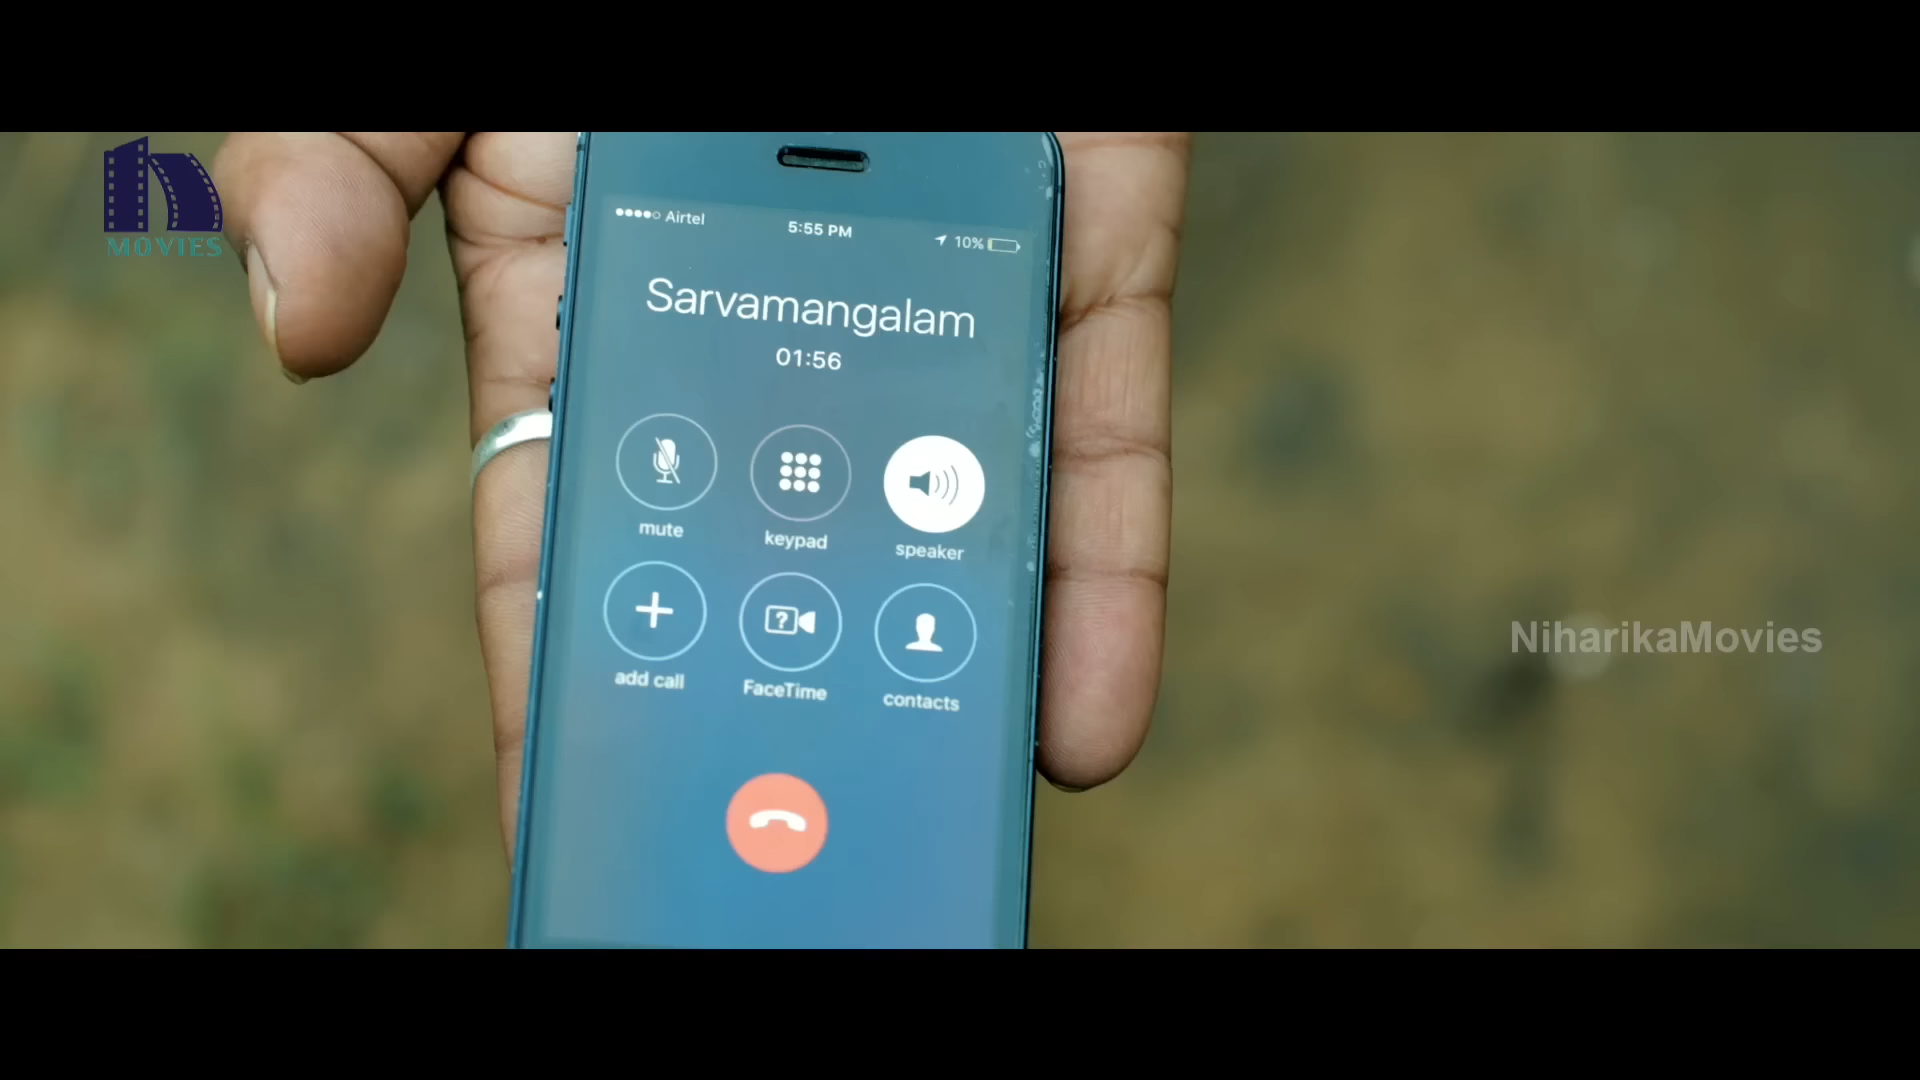 MOVIES
Airtel 5:55 PM 10%
Sarvamangalam
01:56
mute keypad speaker
?
add call FaceTime contacts
NiharikaMovies